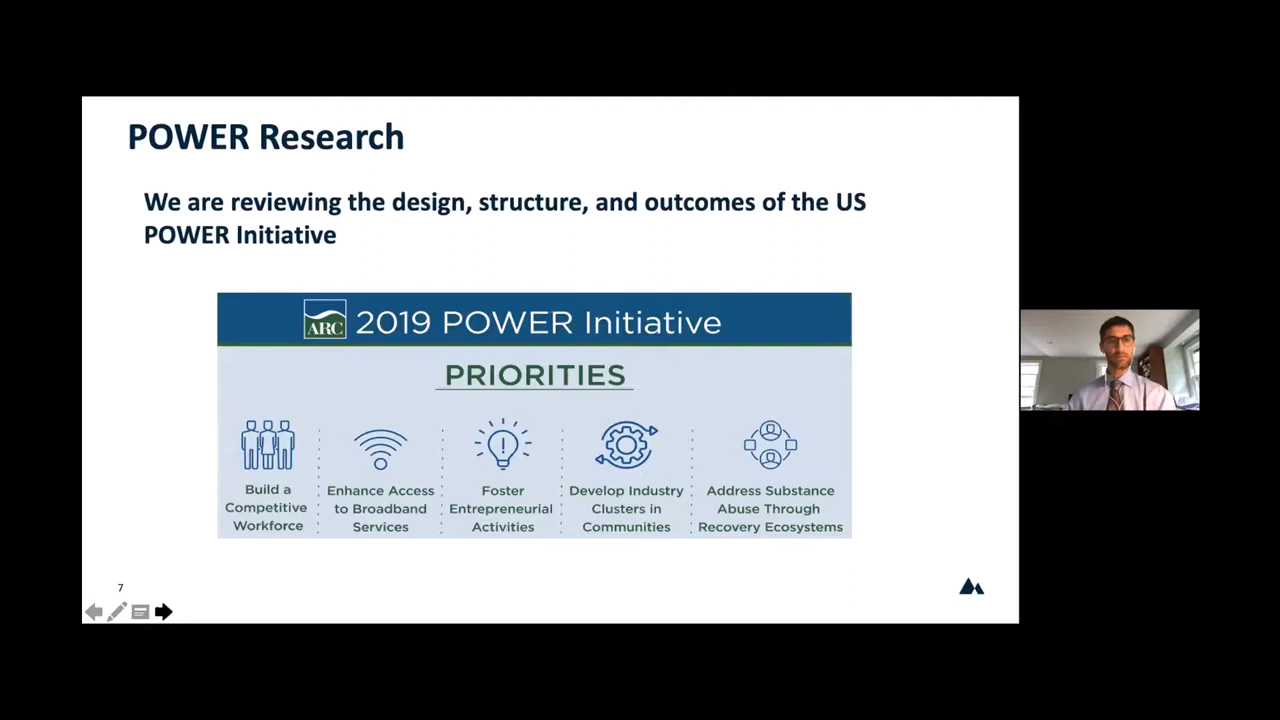 POWER Research
We are reviewing the design, structure, and outcomes of the US
POWER Initiative
ARC 2019 POWER Initiative
PRIORITIES
Build a
Competitive
Workforce
Enhance Access
to Broadband
Services
Foster
Entrepreneurial
Activities
Develop Industry
Clusters in
Communities
Address Substance
Abuse Through
Recovery Ecosystems
7